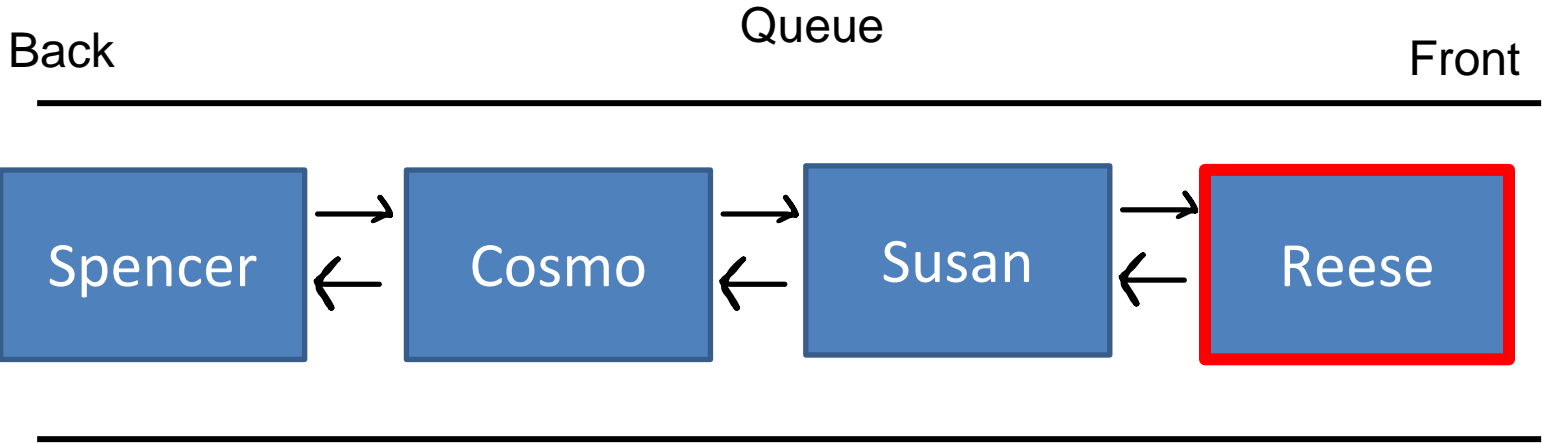 Queue
Back
Front
Spencer
Cosmo
Susan
Reese